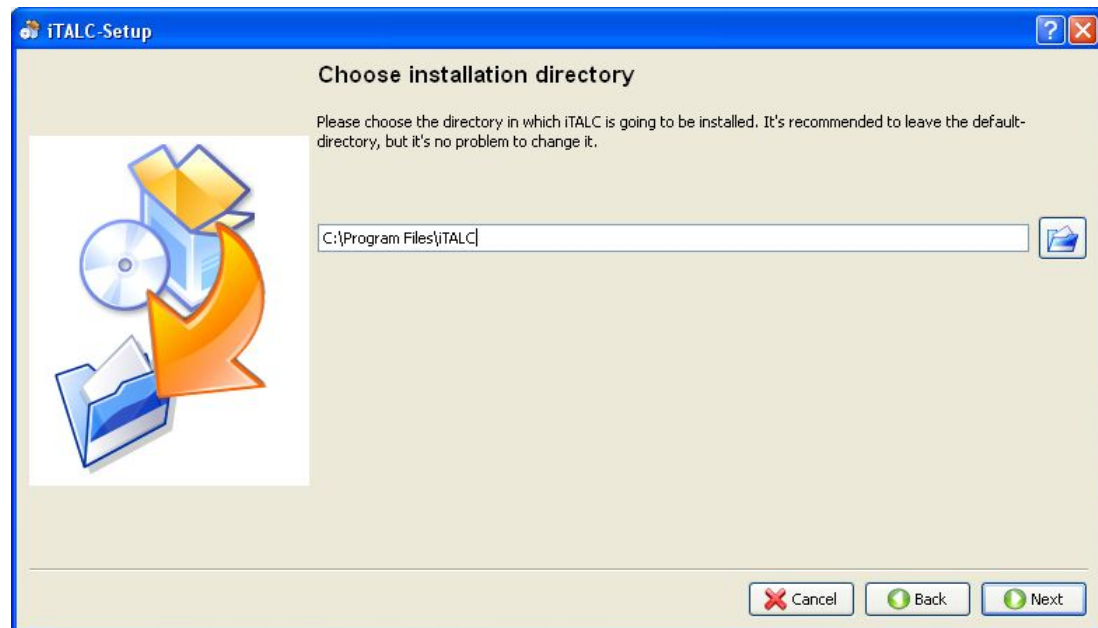 iTALC-Setup
Choose installation directory
Please choose the directory in which iTALC is going to be installed. It's recommended to leave the default-
directory, but it's no problem to change it.
C:\Program Files\iTALC
Cancel
Back
Next